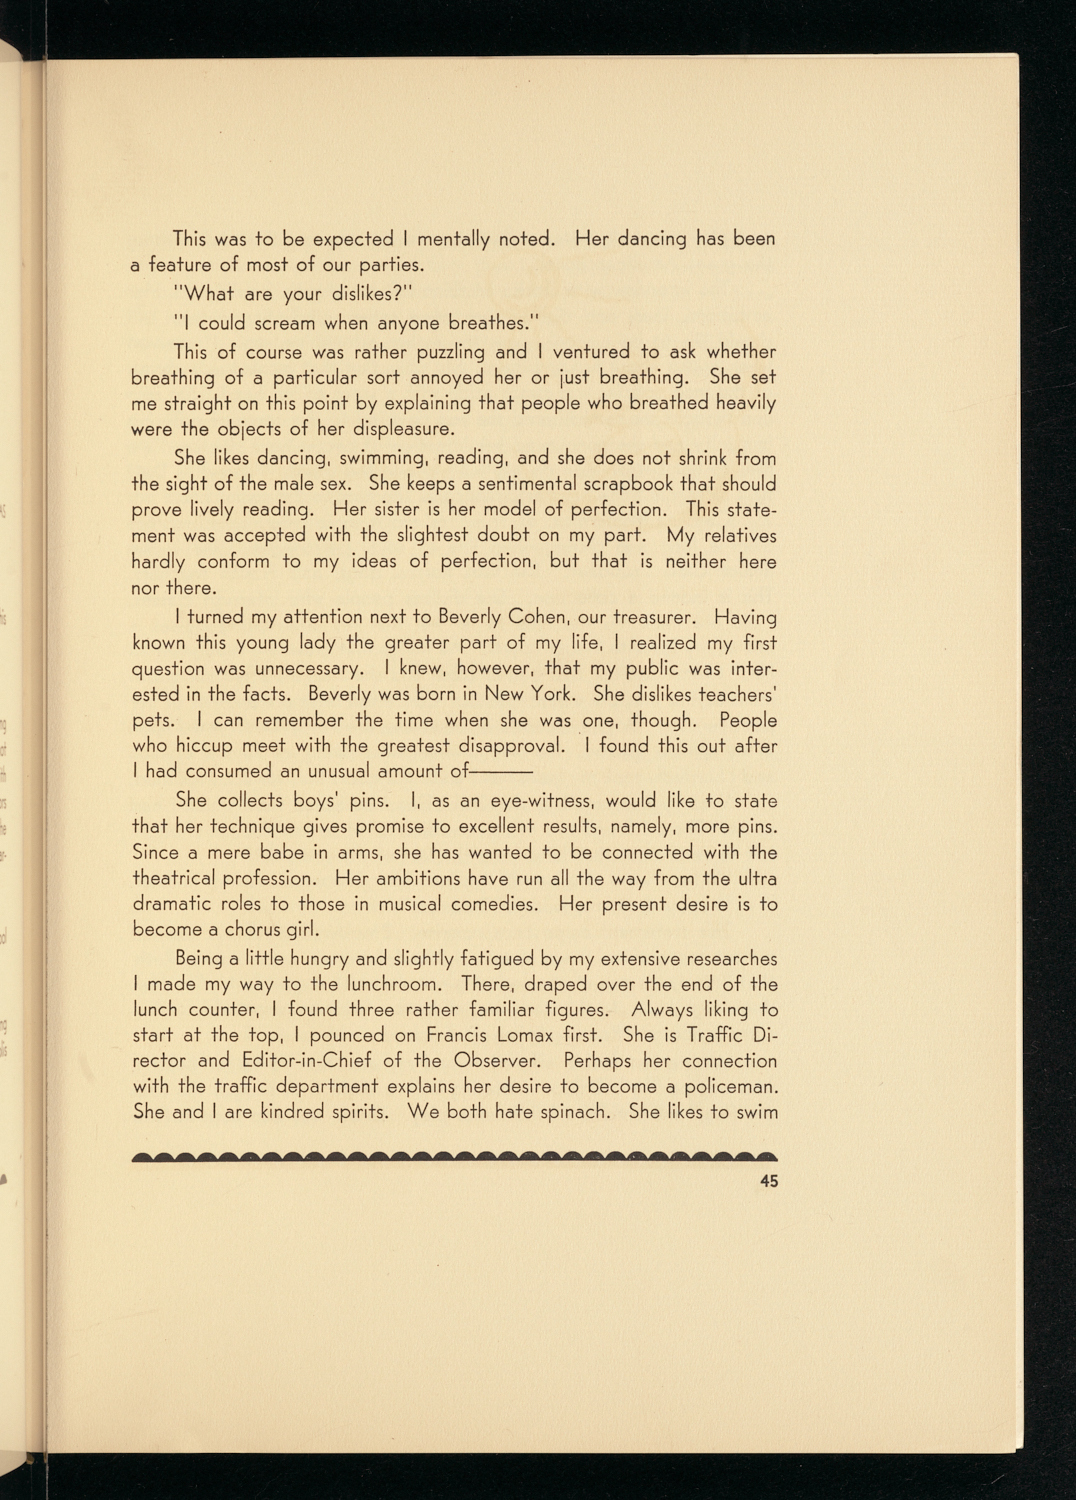 This was to be expected I mentally noted. Her dancing has been
a feature of most of our parties.
"What are your dislikes?"
"I could scream when anyone breathes."
This of course was rather puzzling and I ventured to ask whether
breathing of a particular sort annoyed her or just breathing. She set
me straight on this point by explaining that people who breathed heavily
were the objects of her displeasure.
She likes dancing, swimming, reading, and she does not shrink from
the sight of the male sex. She keeps a sentimental scrapbook that should
prove lively reading. Her sister is her model of perfection. This state-
ment was accepted with the slightest doubt on my part. My relatives
hardly conform to my ideas of perfection, but that is neither here
nor there.
I turned my attention next to Beverly Cohen, our treasurer. Having
known this young lady the greater part of my life, I realized my first
question was unnecessary. I knew, however, that my public was inter-
ested in the facts. Beverly was born in New York. She dislikes teachers'
pets. I can remember the time when she was one, though. People
who hiccup meet with the greatest disapproval. I found this out after
I had consumed an unusual amount of———
She collects boys' pins. I, as an eye-witness, would like to state
that her technique gives promise to excellent results, namely, more pins.
Since a mere babe in arms, she has wanted to be connected with the
theatrical profession. Her ambitions have run all the way from the ultra
dramatic roles to those in musical comedies. Her present desire is to
become a chorus girl.
Being a little hungry and slightly fatigued by my extensive researches
I made my way to the lunchroom. There, draped over the end of the
lunch counter, I found three rather familiar figures. Always liking to
start at the top, I pounced on Francis Lomax first. She is Traffic Di-
rector and Editor-in-Chief of the Observer. Perhaps her connection
with the traffic department explains her desire to become a policeman.
She and I are kindred spirits. We both hate spinach. She likes to swim
45